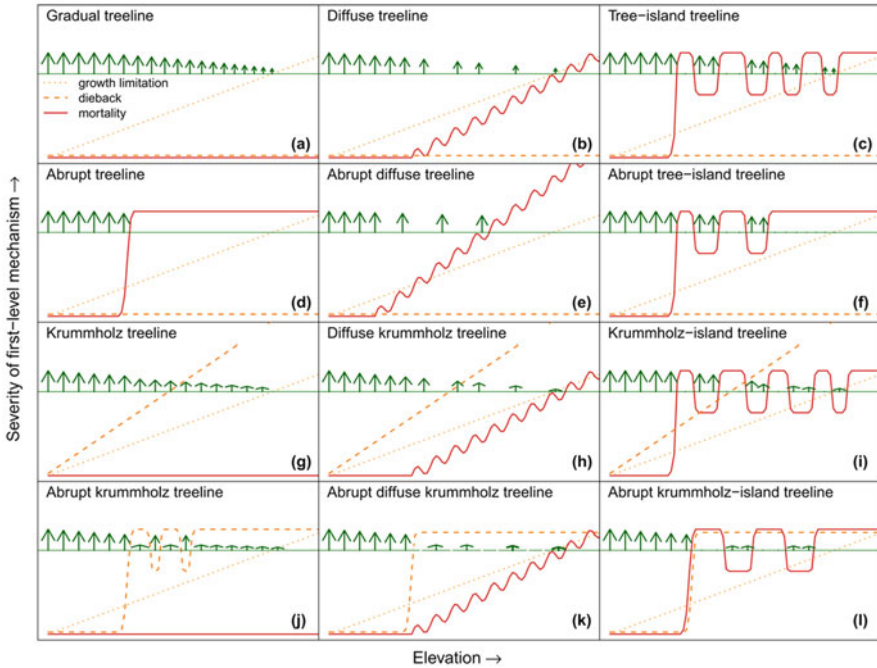 Gradual treeline
Diffuse treeline
Tree−island treeline
growth limitation
dieback
mortality
(a)
(b)
(c)
Abrupt treeline
Abrupt diffuse treeline
Abrupt tree−island treeline
(d)
(e)
(f)
Krummholz treeline
Diffuse krummholz treeline
Krummholz−island treeline
(g)
(h)
(i)
Abrupt krummholz treeline
Abrupt diffuse krummholz treeline
Abrupt krummholz−island treeline
(j)
(k)
(l)
Severity of first−level mechanism →
Elevation →